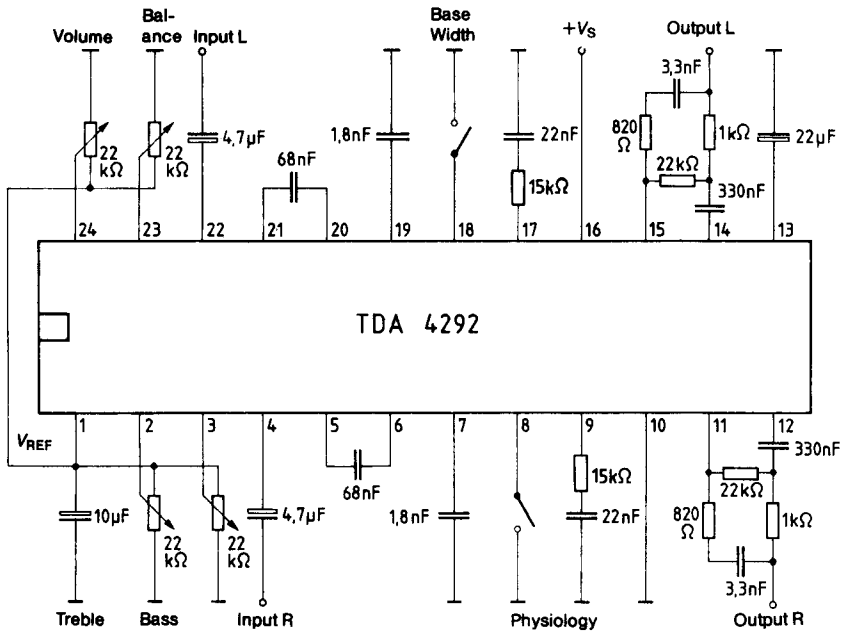 Volume
Bal-
ance
Input L
Base
Width
+VS
Output L
22
kΩ
22
kΩ
4,7µF
68nF
1,8nF
22nF
15kΩ
3,3nF
820
Ω
1kΩ
22kΩ
330nF
22µF
24 23 22 21 20 19 18 17 16 15 14 13
TDA 4292
1 2 3 4 5 6 7 8 9 10 11 12
VREF
10µF
22
kΩ
22
kΩ
4,7µF
68nF
1,8nF
15kΩ
22nF
330nF
22kΩ
820
Ω
1kΩ
3,3nF
Treble
Bass
Input R
Physiology
Output R